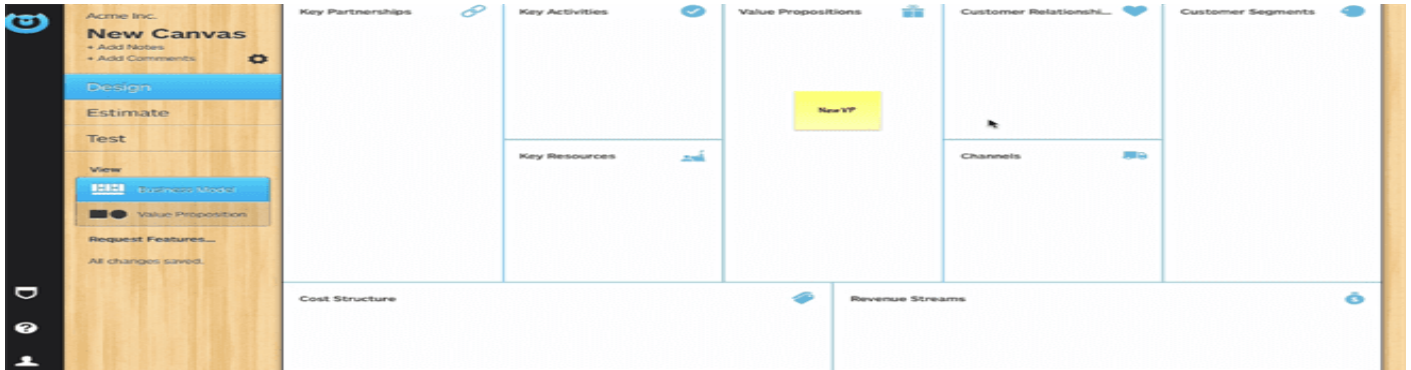 Acme Inc.
New Canvas
+ Add Notes
+ Add Comments
Design
Estimate
Test
View
Business Model
Value Proposition
Request Features...
All changes saved.
Key Partnerships
Key Activities
Value Propositions
Customer Relationshi...
Customer Segments
New VP
Key Resources
Channels
Cost Structure
Revenue Streams